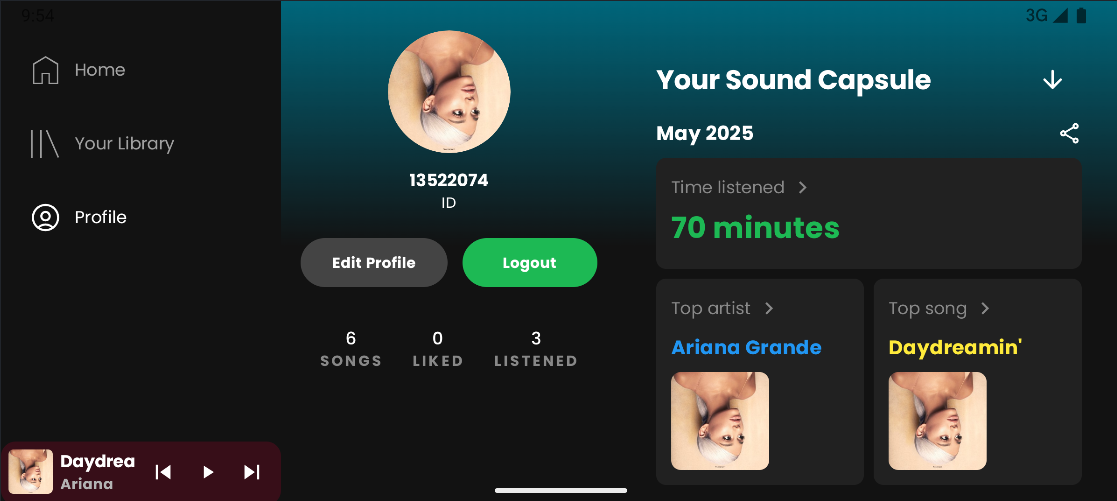 9:54
3G
Home
Your Library
Profile
Daydrea
Ariana
13522074
ID
Edit Profile
Logout
6
SONGS
0
LIKED
3
LISTENED
Your Sound Capsule
May 2025
Time listened
70 minutes
Top artist
Ariana Grande
Top song
Daydreamin'